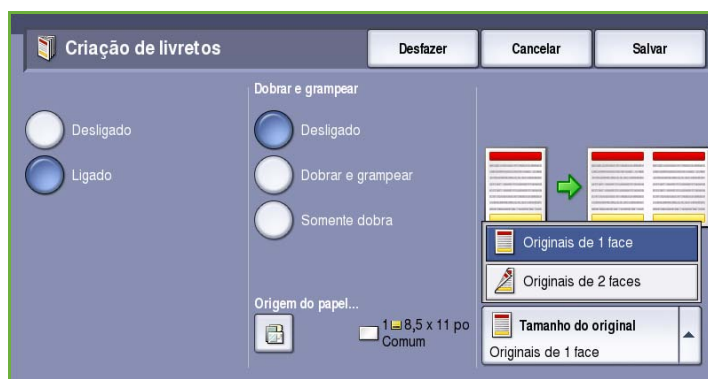 Criação de livretos
Desfazer
Cancelar
Salvar
Desligado
Ligado
Dobrar e grampear
Desligado
Dobrar e grampear
Somente dobra
Origem do papel...
1 8,5 x 11 po
Comum
Originais de 1 face
Originais de 2 faces
Tamanho do original
Originais de 1 face